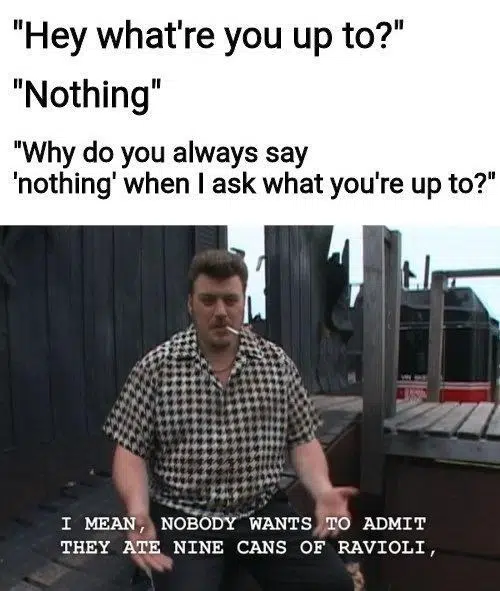 "Hey what're you up to?"
"Nothing"
"Why do you always say
'nothing' when I ask what you're up to?"
I MEAN, NOBODY WANTS TO ADMIT
THEY ATE NINE CANS OF RAVIOLI,